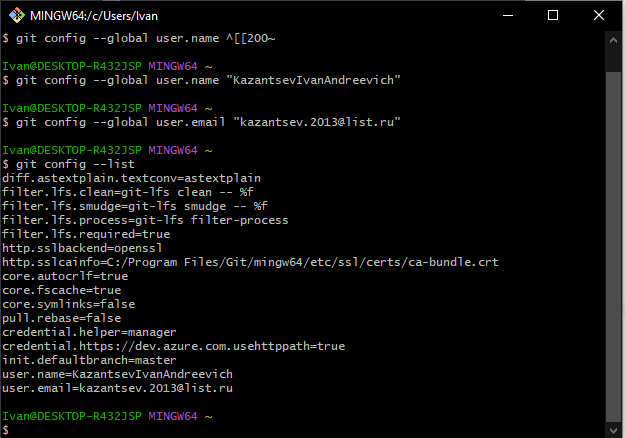 MINGW64:/c/Users/Ivan
$ git config --global user.name ^[[200~
Ivan@DESKTOP-R432JSP MINGW64 ~
$ git config --global user.name "KazantsevIvanAndreevich"
Ivan@DESKTOP-R432JSP MINGW64 ~
$ git config --global user.email "kazantsev.2013@list.ru"
Ivan@DESKTOP-R432JSP MINGW64 ~
$ git config --list
diff.astextplain.textconv=astextplain
filter.lfs.clean=git-lfs clean -- %f
filter.lfs.smudge=git-lfs smudge -- %f
filter.lfs.process=git-lfs filter-process
filter.lfs.required=true
http.sslbackend=openssl
http.sslcainfo=C:/Program Files/Git/mingw64/etc/ssl/certs/ca-bundle.crt
core.autocrlf=true
core.fscache=true
core.symlinks=false
pull.rebase=false
credential.helper=manager
credential.https://dev.azure.com.usehttppath=true
init.defaultbranch=master
user.name=KazantsevIvanAndreevich
user.email=kazantsev.2013@list.ru
Ivan@DESKTOP-R432JSP MINGW64 ~
$